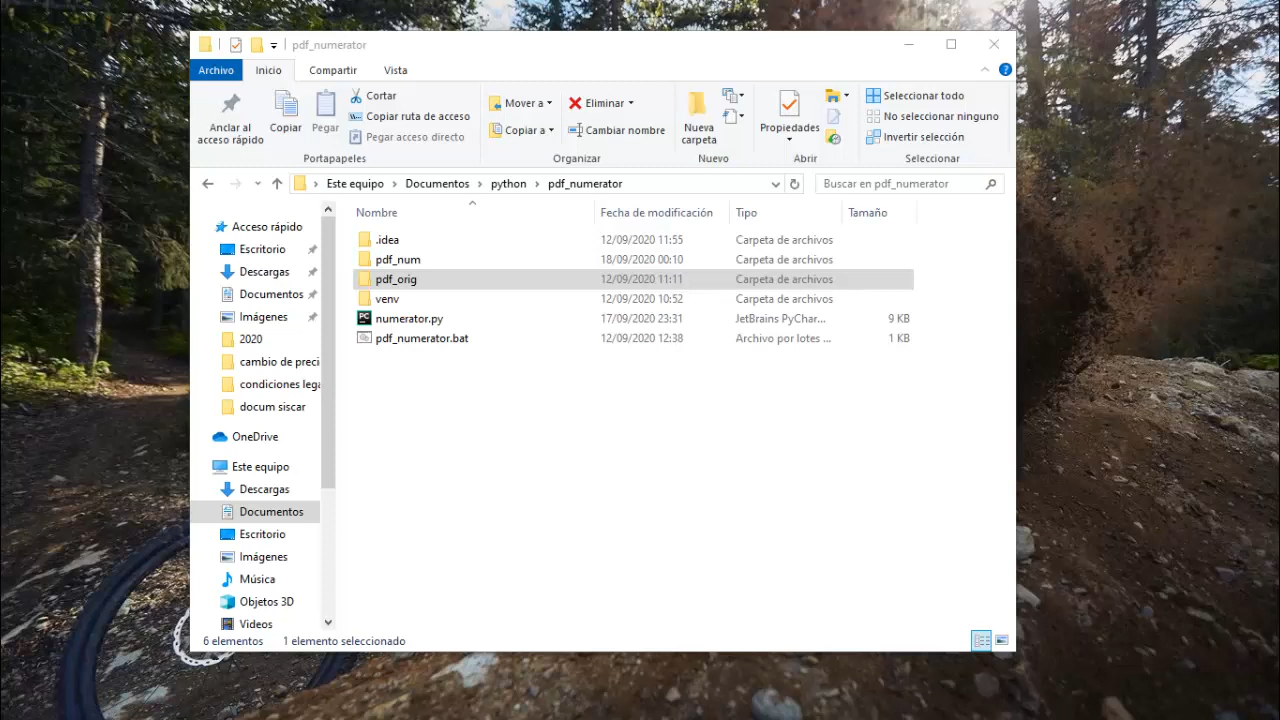 pdf_numerator
Archivo Inicio Compartir Vista
Anclar al acceso rápido
Copiar
Pegar
Cortar
Copiar ruta de acceso
Pegar acceso directo
Portapapeles
Mover a
Copiar a
Eliminar
Cambiar nombre
Organizar
Nueva carpeta
Nuevo
Propiedades
Abrir
Seleccionar todo
No seleccionar ninguno
Invertir selección
Seleccionar
Este equipo > Documentos > python > pdf_numerator
Buscar en pdf_numerator
Acceso rápido
Escritorio
Descargas
Documentos
Imágenes
2020
cambio de preci
condiciones lega
docum siscar
OneDrive
Este equipo
Descargas
Documentos
Escritorio
Imágenes
Música
Objetos 3D
Videos
Nombre Fecha de modificación Tipo Tamaño
.idea 12/09/2020 11:55 Carpeta de archivos
pdf_num 18/09/2020 00:10 Carpeta de archivos
pdf_orig 12/09/2020 11:11 Carpeta de archivos
venv 12/09/2020 10:52 Carpeta de archivos
numerator.py 17/09/2020 23:31 JetBrains PyChar... 9 KB
pdf_numerator.bat 12/09/2020 12:38 Archivo por lotes ... 1 KB
6 elementos 1 elemento seleccionado